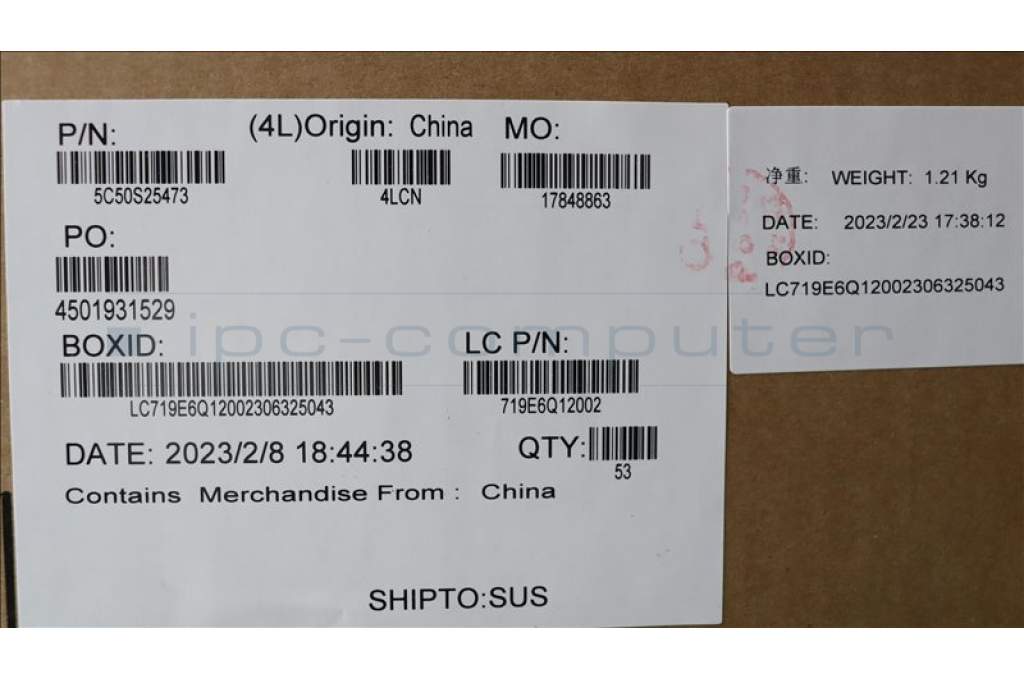 P/N:
(4L)Origin: China
MO:
5C50S25473
4LCN
17848863
PO:
4501931529
BOXID:
LC P/N:
LC719E6Q12002306325043
719E6Q12002
DATE: 2023/2/8 18:44:38
QTY:
53
Contains Merchandise From : China
SHIPTO:SUS
净重: WEIGHT: 1.21 Kg
DATE: 2023/2/23 17:38:12
BOXID:
LC719E6Q12002306325043
ipc-computer